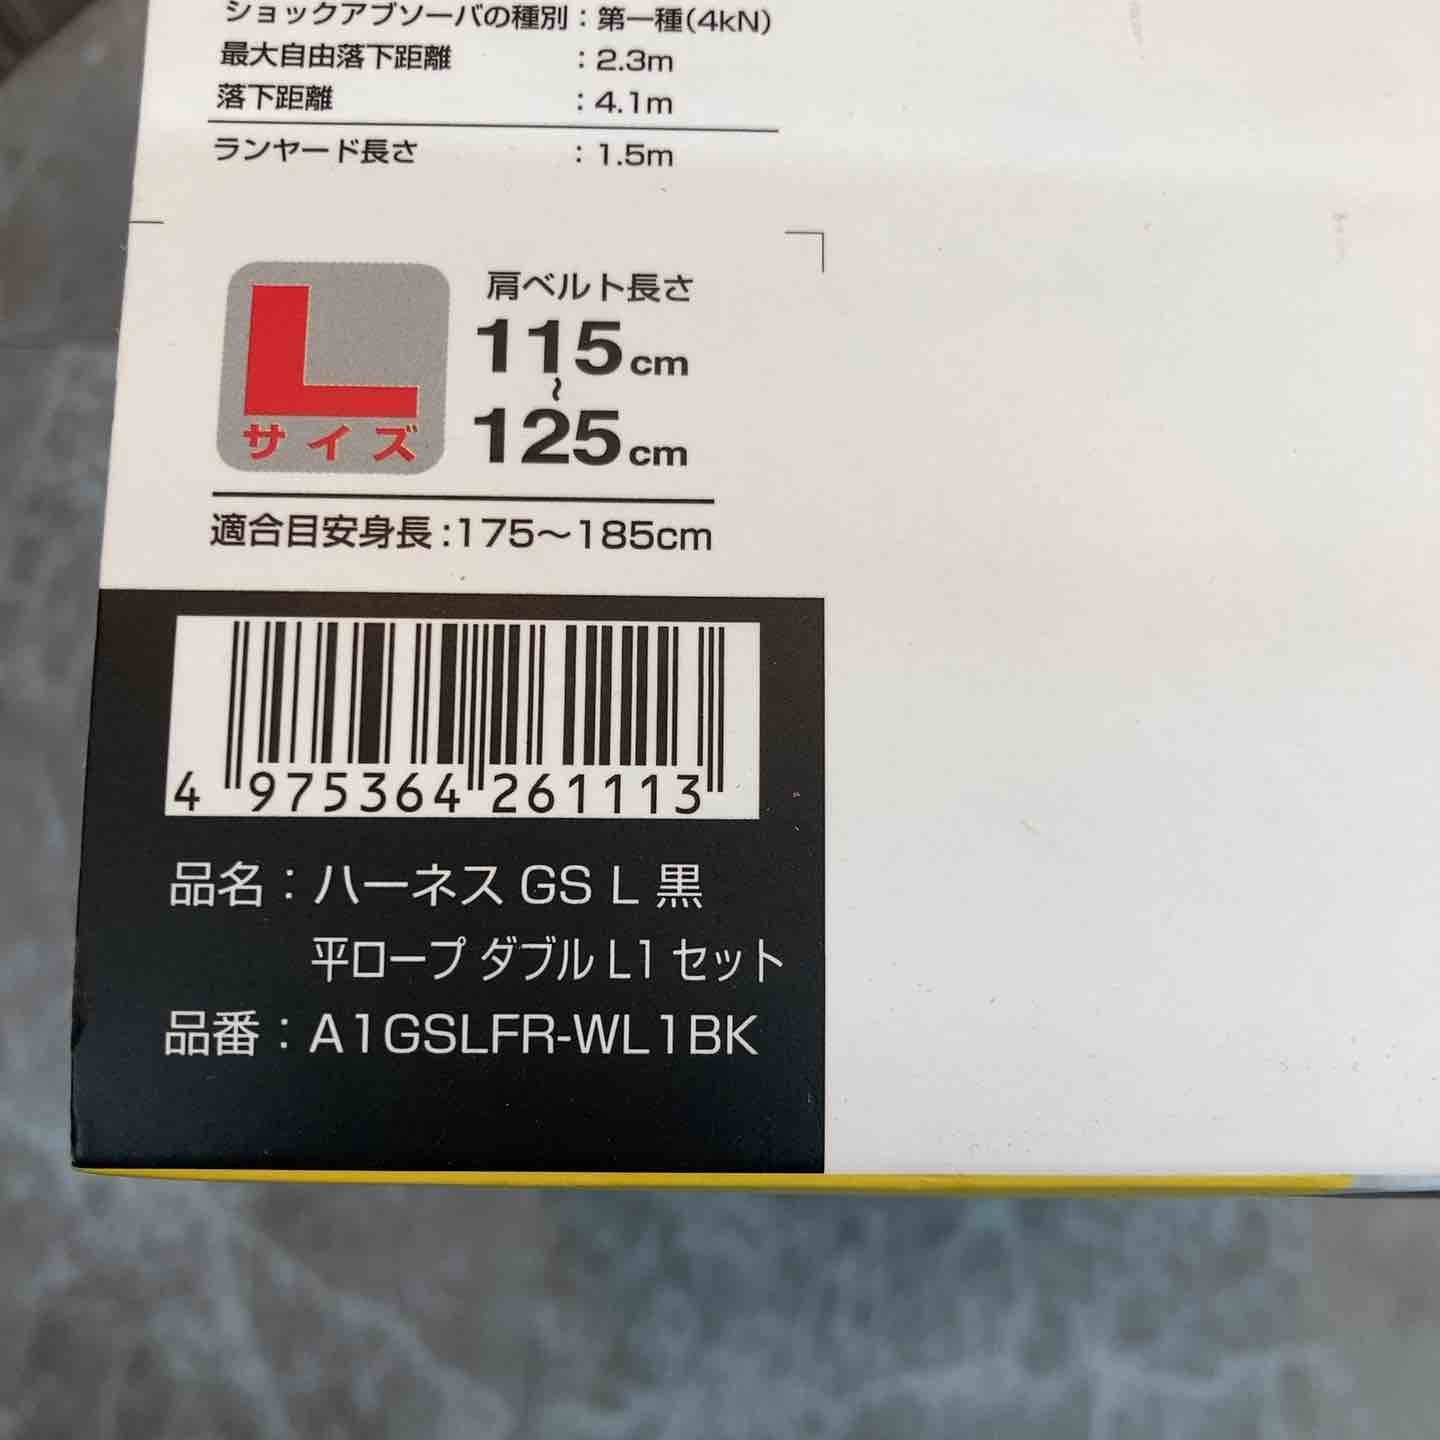 ショックアブソーバの種別：第一種(4kN)
最大自由落下距離：2.3m
落下距離：4.1m
ランヤード長さ：1.5m
L
サイズ
肩ベルト長さ
115cm
〜
125cm
適合目安身長：175〜185cm
4 975364 261113
品名：ハーネス GS L 黒
平ロープ ダブル L1 セット
品番：A1GSLFR-WL1BK